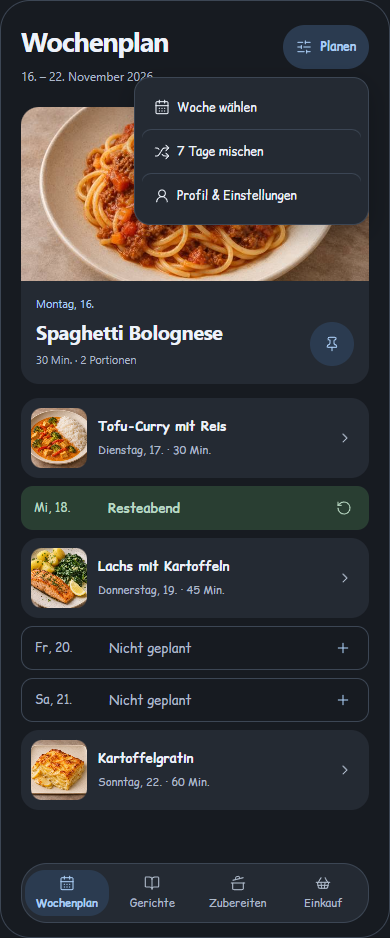 Wochenplan
Planen
16. – 22. November 2026
Woche wählen
7 Tage mischen
Profil & Einstellungen
Montag, 16.
Spaghetti Bolognese
30 Min. · 2 Portionen
Tofu-Curry mit Reis
Dienstag, 17. · 30 Min.
Mi, 18. Resteabend
Lachs mit Kartoffeln
Donnerstag, 19. · 45 Min.
Fr, 20. Nicht geplant
Sa, 21. Nicht geplant
Kartoffelgratin
Sonntag, 22. · 60 Min.
Wochenplan Gerichte Zubereiten Einkauf